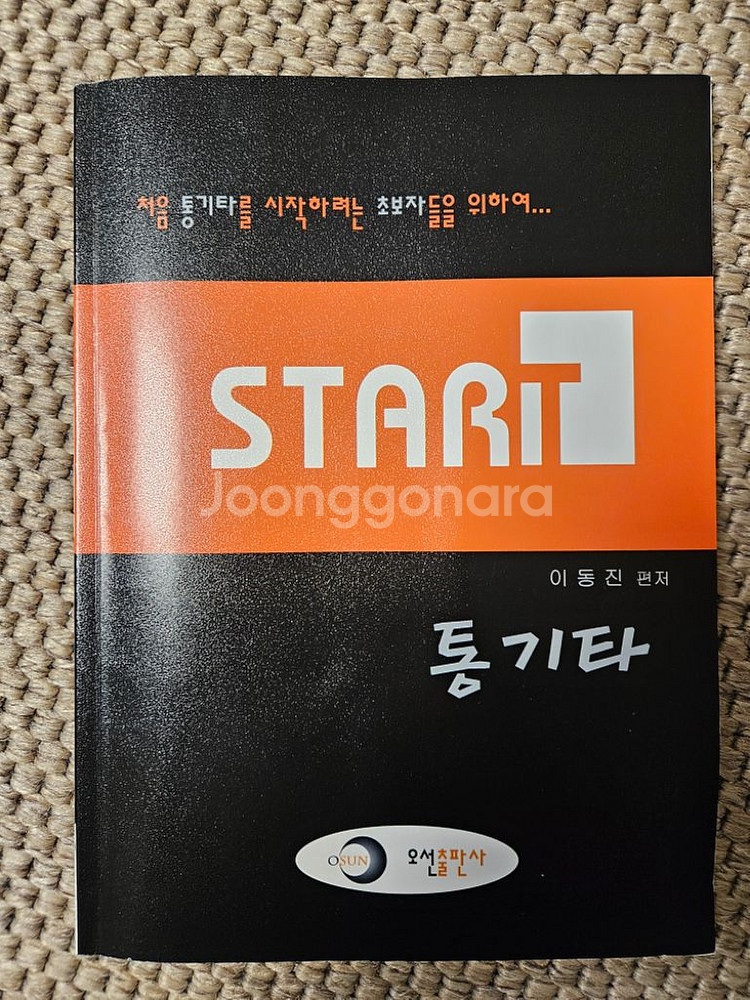 처음 통기타를 시작하려는 초보자들을 위하여...
START
Joonggonara
이동진 편저
통기타
OSUN 오선출판사